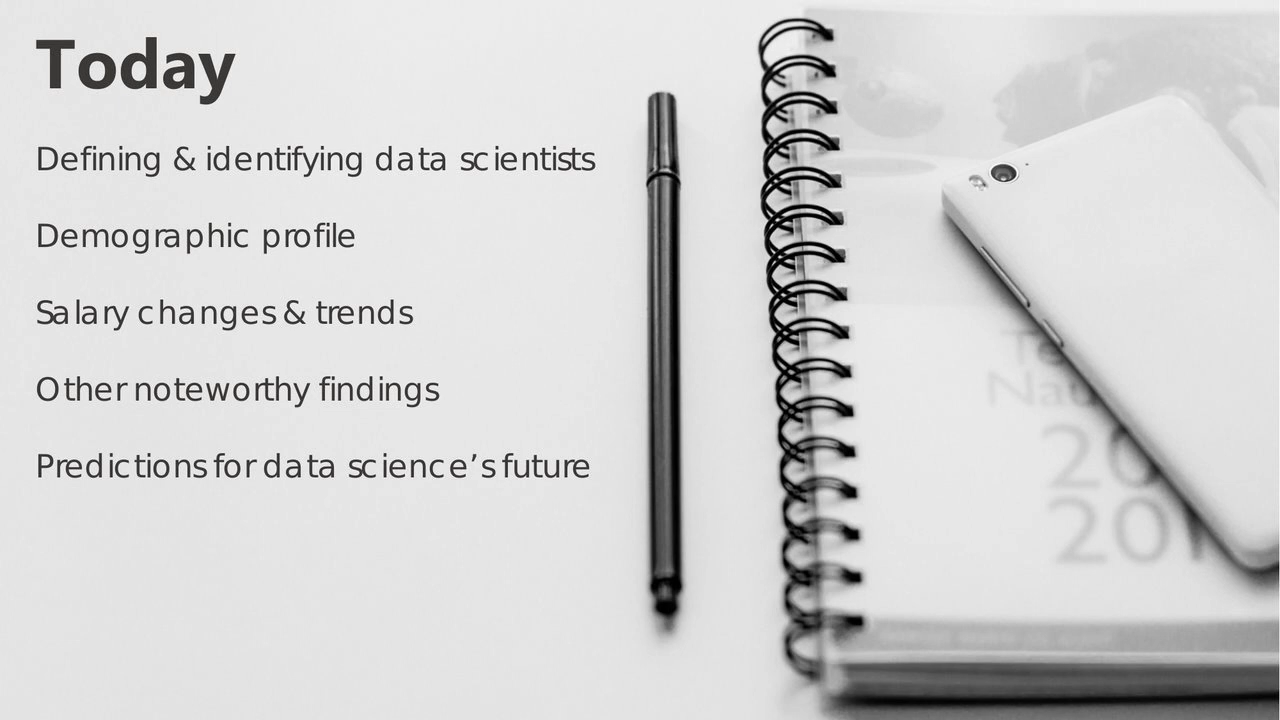 Today
Defining & identifying data scientists
Demographic profile
Salary changes & trends
Other noteworthy findings
Predictions for data science’s future